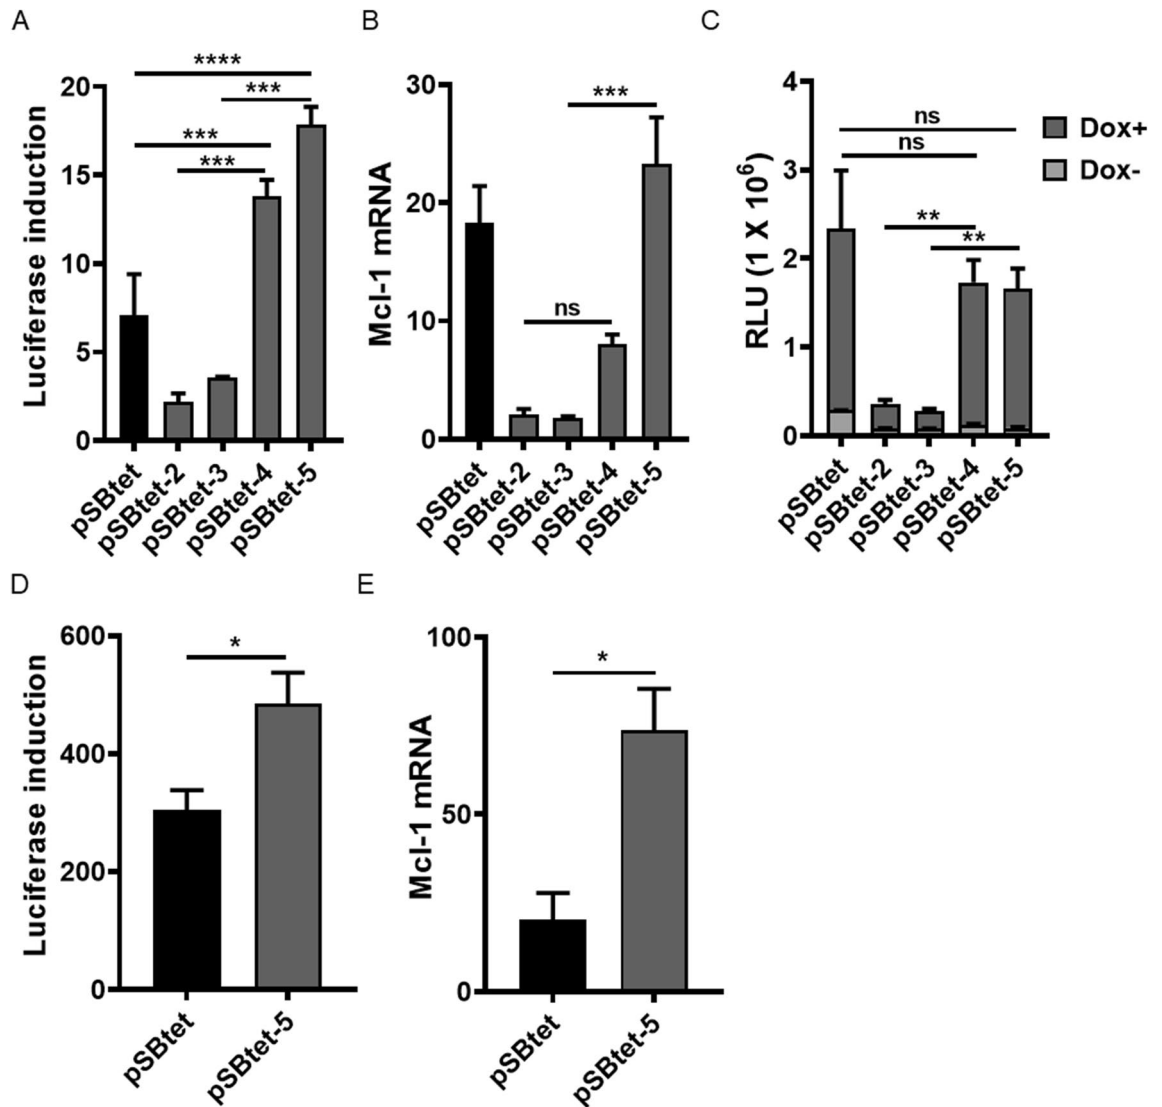 A
Luciferase induction
20
15
10
5
0
****
***
***
***
pSBtet
pSBtet-2
pSBtet-3
pSBtet-4
pSBtet-5
B
Mcl-1 mRNA
30
20
10
0
***
ns
pSBtet
pSBtet-2
pSBtet-3
pSBtet-4
pSBtet-5
C
RLU (1 X 10⁶)
4
3
2
1
0
ns
ns
**
**
Dox+
Dox-
pSBtet
pSBtet-2
pSBtet-3
pSBtet-4
pSBtet-5
D
Luciferase induction
600
400
200
0
*
pSBtet
pSBtet-5
E
Mcl-1 mRNA
100
50
0
*
pSBtet
pSBtet-5